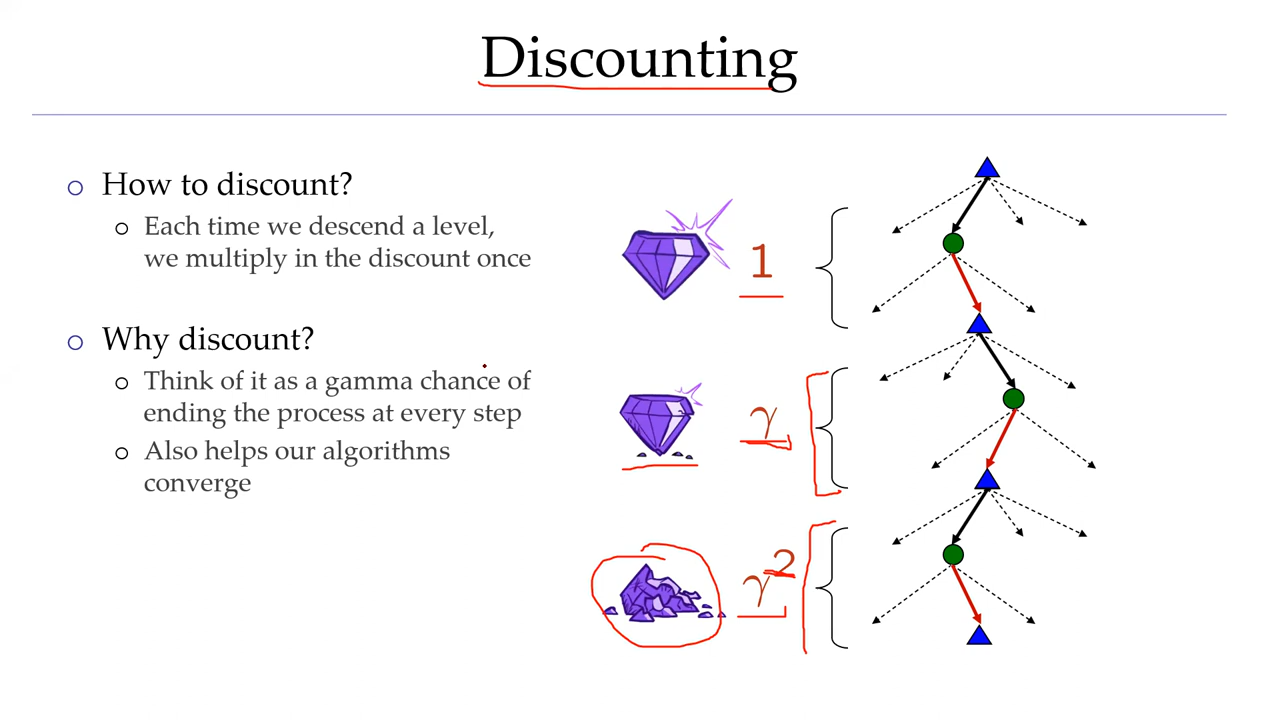 Discounting
How to discount?
Each time we descend a level,
we multiply in the discount once
Why discount?
Think of it as a gamma chance of
ending the process at every step
Also helps our algorithms
converge
1
γ
γ²